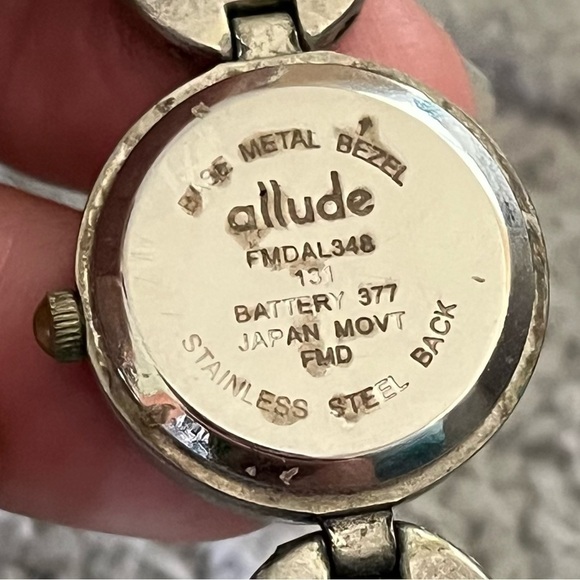 BASE METAL BEZEL
allude
FMDAL348
131
BATTERY 377
JAPAN MOVT
FMD
STAINLESS STEEL BACK